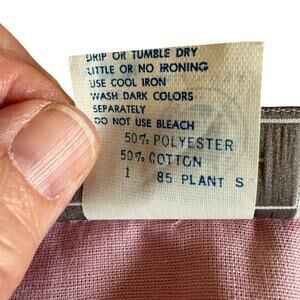 DRIP OR TUMBLE DRY
LITTLE OR NO IRONING
USE COOL IRON
WASH DARK COLORS
SEPARATELY
DO NOT USE BLEACH
50% POLYESTER
50% COTTON
1 85 PLANT S